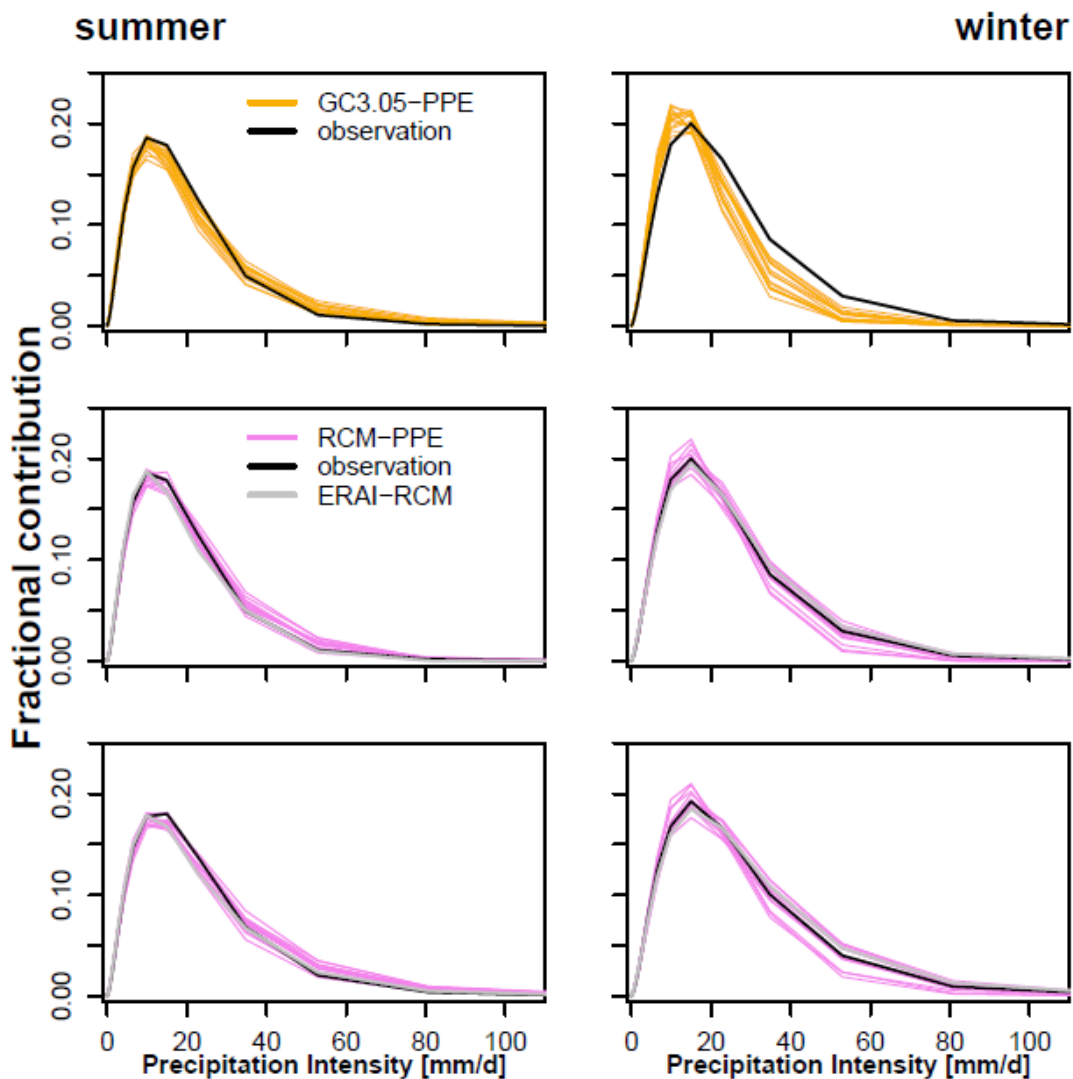 summer winter
GC3.05-PPE
observation
0.20
0.10
0.00
RCM-PPE
observation
ERAI-RCM
0.20
0.10
0.00
Fractional contribution
0.20
0.10
0.00
0 20 40 60 80 100 0 20 40 60 80 100
Precipitation Intensity [mm/d] Precipitation Intensity [mm/d]